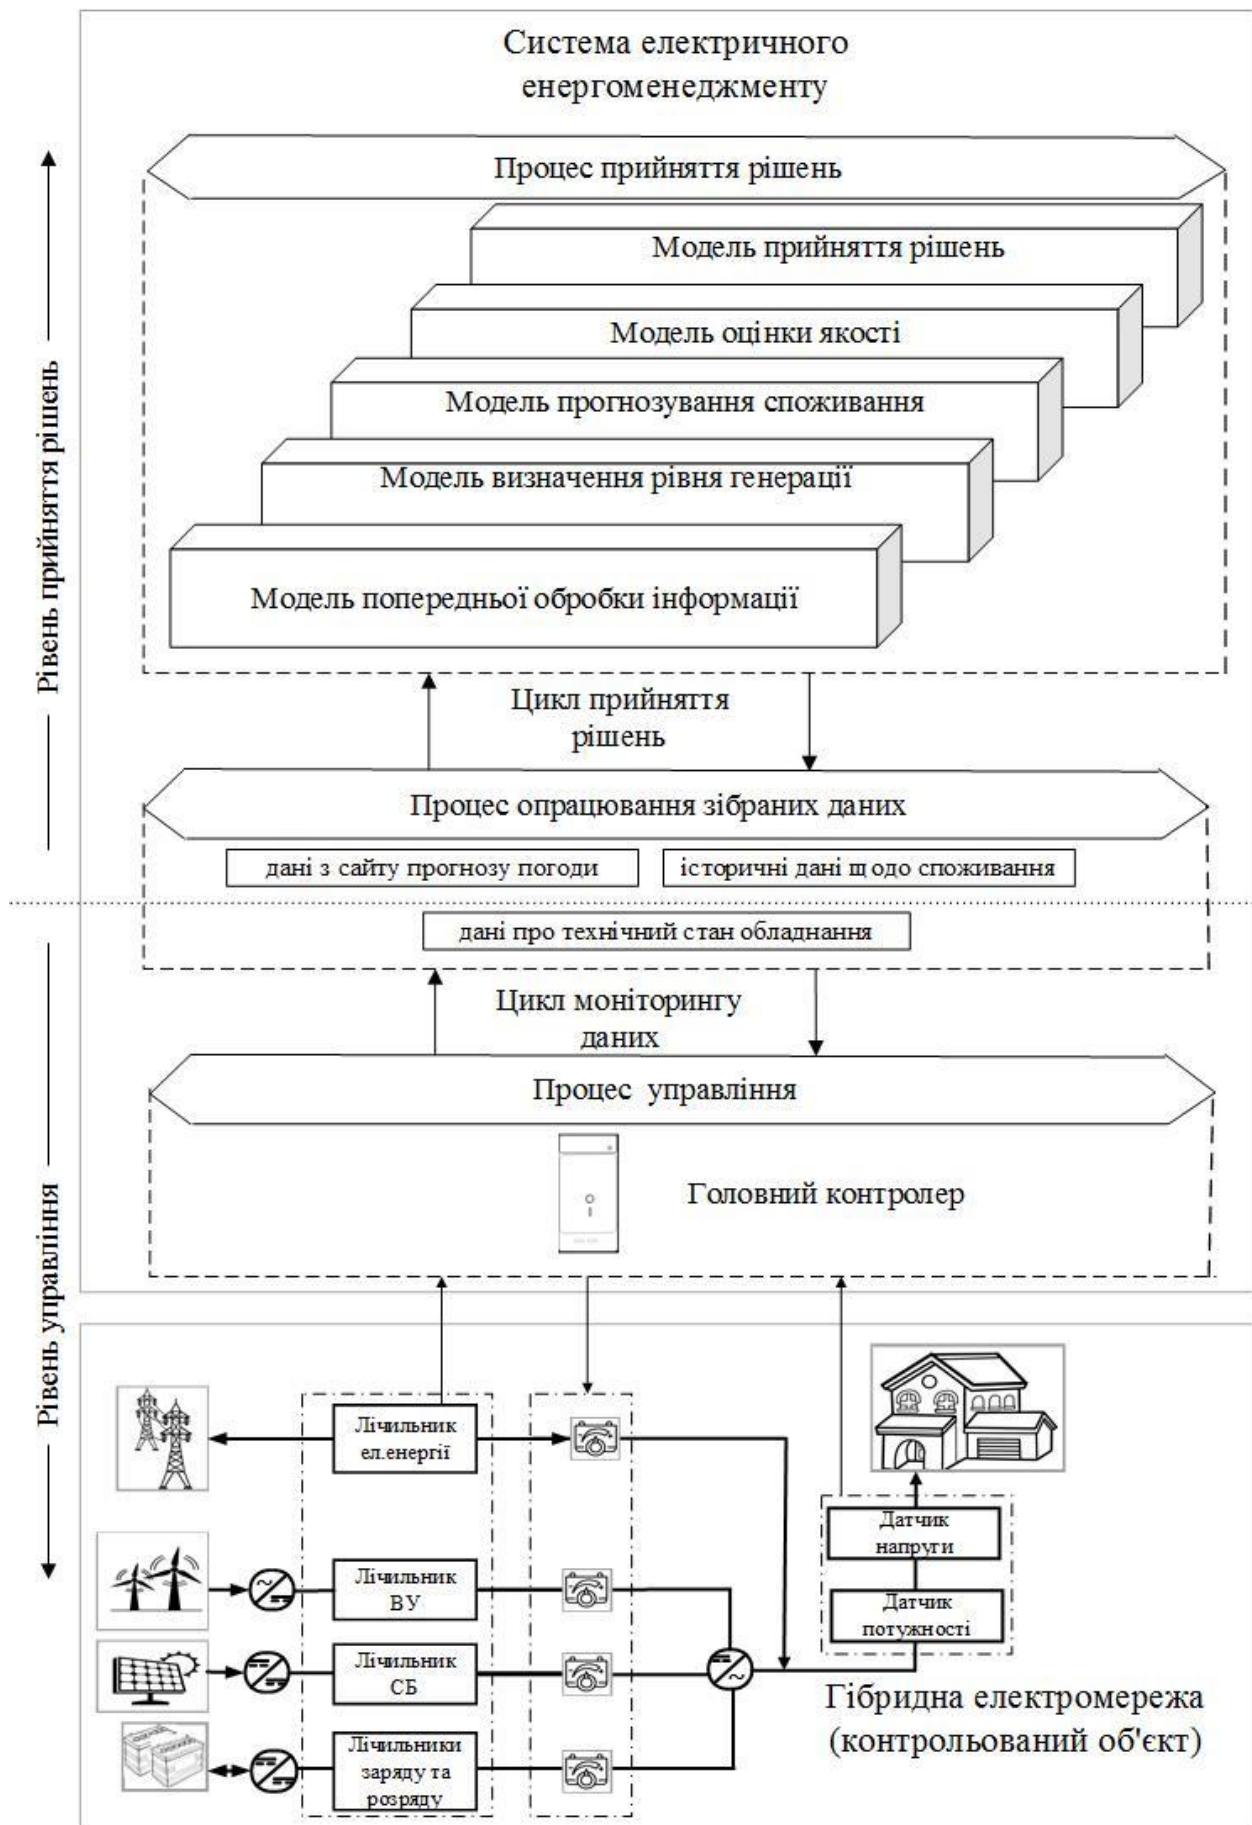 Система електричного
енергоменеджменту
Процес прийняття рішень
Модель прийняття рішень
Модель оцінки якості
Модель прогнозування споживання
Модель визначення рівня генерації
Модель попередньої обробки інформації
Рівень прийняття рішень
Цикл прийняття
рішень
Процес опрацювання зібраних даних
дані з сайту прогнозу погоди
історичні дані щодо споживання
дані про технічний стан обладнання
Цикл моніторингу
даних
Процес управління
Головний контролер
Рівень управління
Лічильник
ел.енергії
Датчик
напруги
Лічильник
ВУ
Датчик
потужності
Лічильник
СБ
Гібридна електромережа
(контрольований об'єкт)
Лічильники
заряду та
розряду